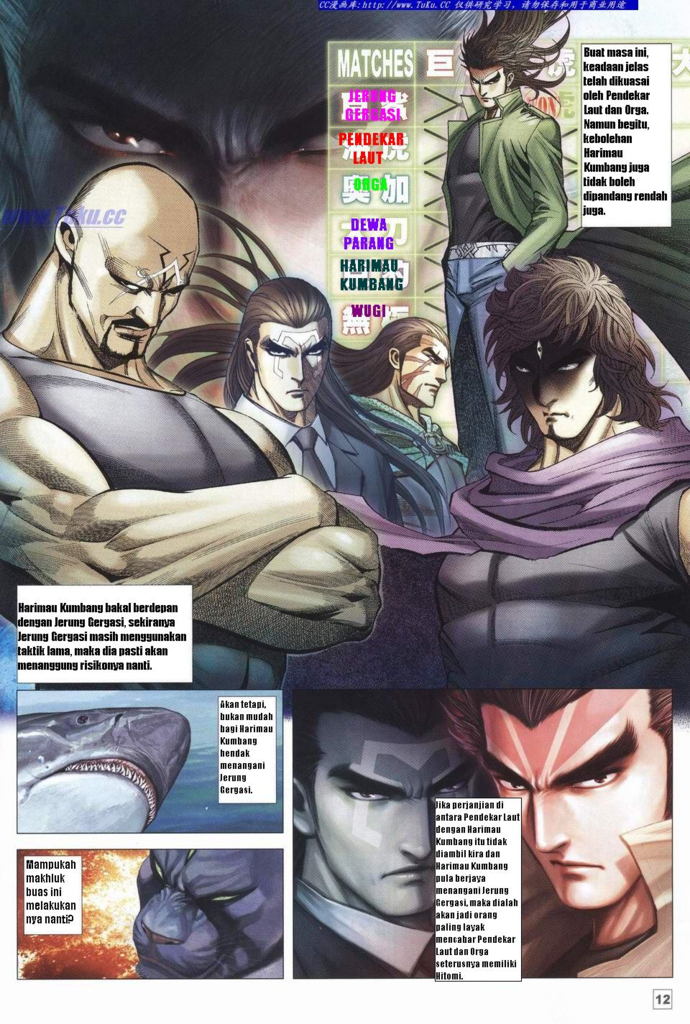 CC漫画库:http://www.TuKu.CC 仅供研究学习，请勿保存和用于商业用途
MATCHES 巨 虎 大
JERUNG
GERGASI
PENDEKAR
LAUT
ORGA
奥 加
DEWA
PARANG
HARIMAU
KUMBANG
WUGI
Buat masa ini,
keadaan jelas
telah dikuasai
oleh Pendekar
Laut dan Orga.
Namun begitu,
kebolehan
Harimau
Kumbang juga
tidak boleh
dipandang rendah
juga.
www.Tuku.cc
Harimau Kumbang bakal berdepan
dengan Jerung Gergasi, sekiranya
Jerung Gergasi masih menggunakan
taktik lama, maka dia pasti akan
menanggung risikonya nanti.
Akan tetapi,
bukan mudah
bagi Harimau
Kumbang
hendak
menangani
Jerung
Gergasi.
Mampukah
makhluk
buas ini
melakukan
nya nanti?
Jika perjanjian di
antara Pendekar Laut
dengan Harimau
Kumbang itu tidak
diambil kira dan
Harimau Kumbang
pula berjaya
menangani Jerung
Gergasi, maka dialah
akan jadi orang
paling layak
mencabar Pendekar
Laut dan Orga
seterusnya memiliki
Hitomi.
12